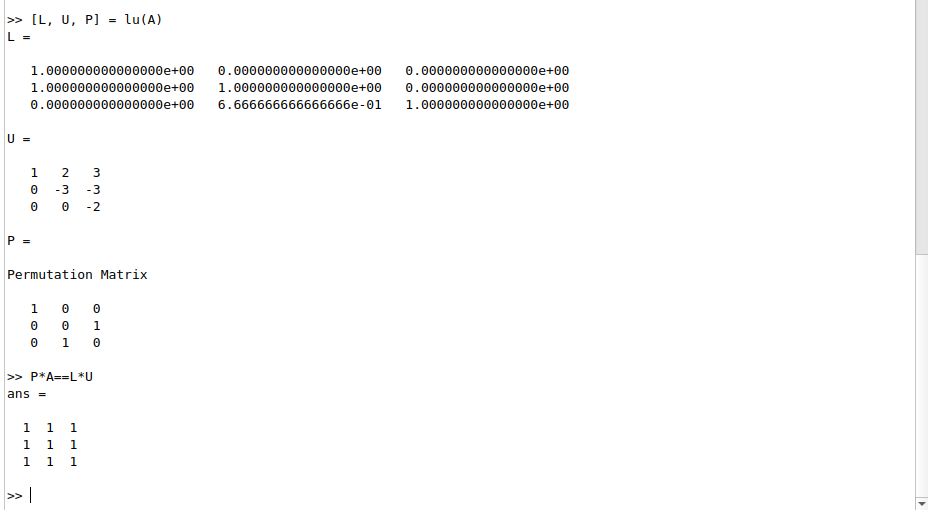 >> [L, U, P] = lu(A)
L =
1.000000000000000e+00   0.000000000000000e+00   0.000000000000000e+00
1.000000000000000e+00   1.000000000000000e+00   0.000000000000000e+00
0.000000000000000e+00   6.666666666666666e-01   1.000000000000000e+00
U =
1   2   3
0  -3  -3
0   0  -2
P =
Permutation Matrix
1   0   0
0   0   1
0   1   0
>> P*A==L*U
ans =
1  1  1
1  1  1
1  1  1
>>